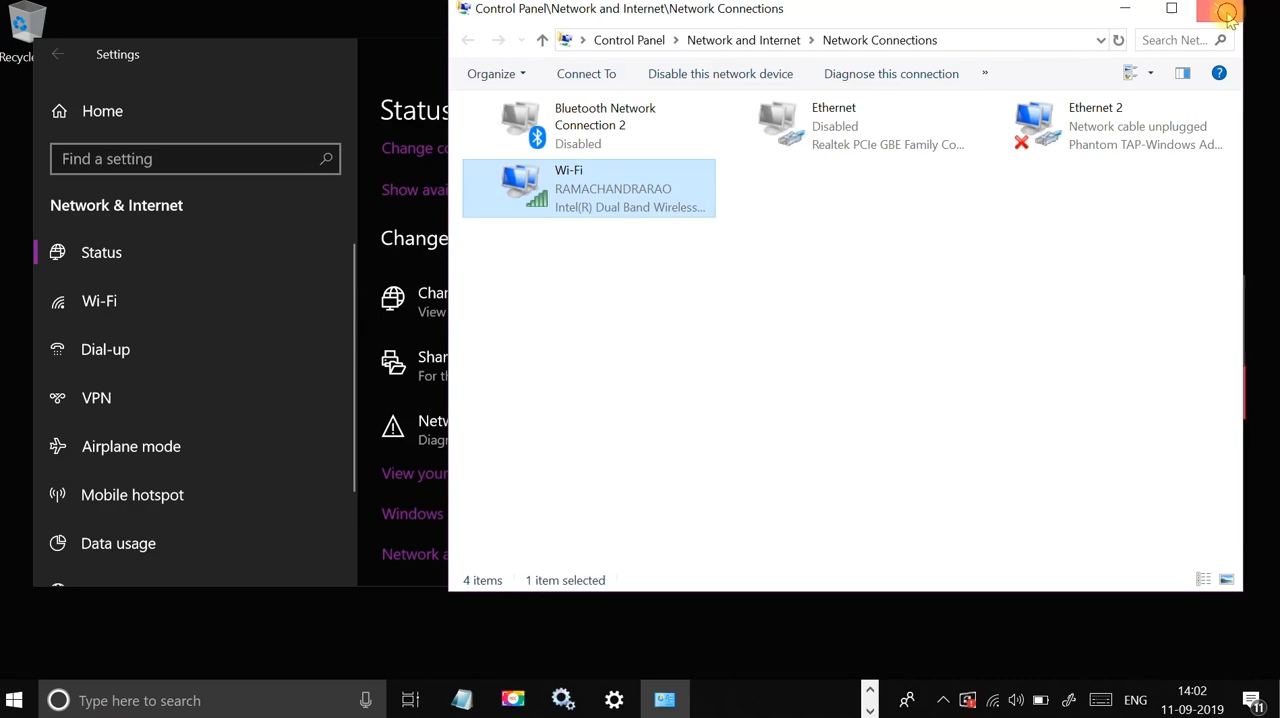 Control Panel\Network and Internet\Network Connections
Control Panel > Network and Internet > Network Connections
Search Net...
Organize
Connect To
Disable this network device
Diagnose this connection
»
Bluetooth Network
Connection 2
Disabled
Ethernet
Disabled
Realtek PCIe GBE Family Co...
Ethernet 2
Network cable unplugged
Phantom TAP-Windows Ad...
Wi-Fi
RAMACHANDRARAO
Intel(R) Dual Band Wireless...
4 items
1 item selected
Settings
Home
Find a setting
Network & Internet
Status
Wi-Fi
Dial-up
VPN
Airplane mode
Mobile hotspot
Data usage
Status
Change co
Show avai
Change
Chan
View
Shar
For th
Netw
Diagn
View your
Windows
Network a
Recycle
Type here to search
ENG
14:02
11-09-2019
11